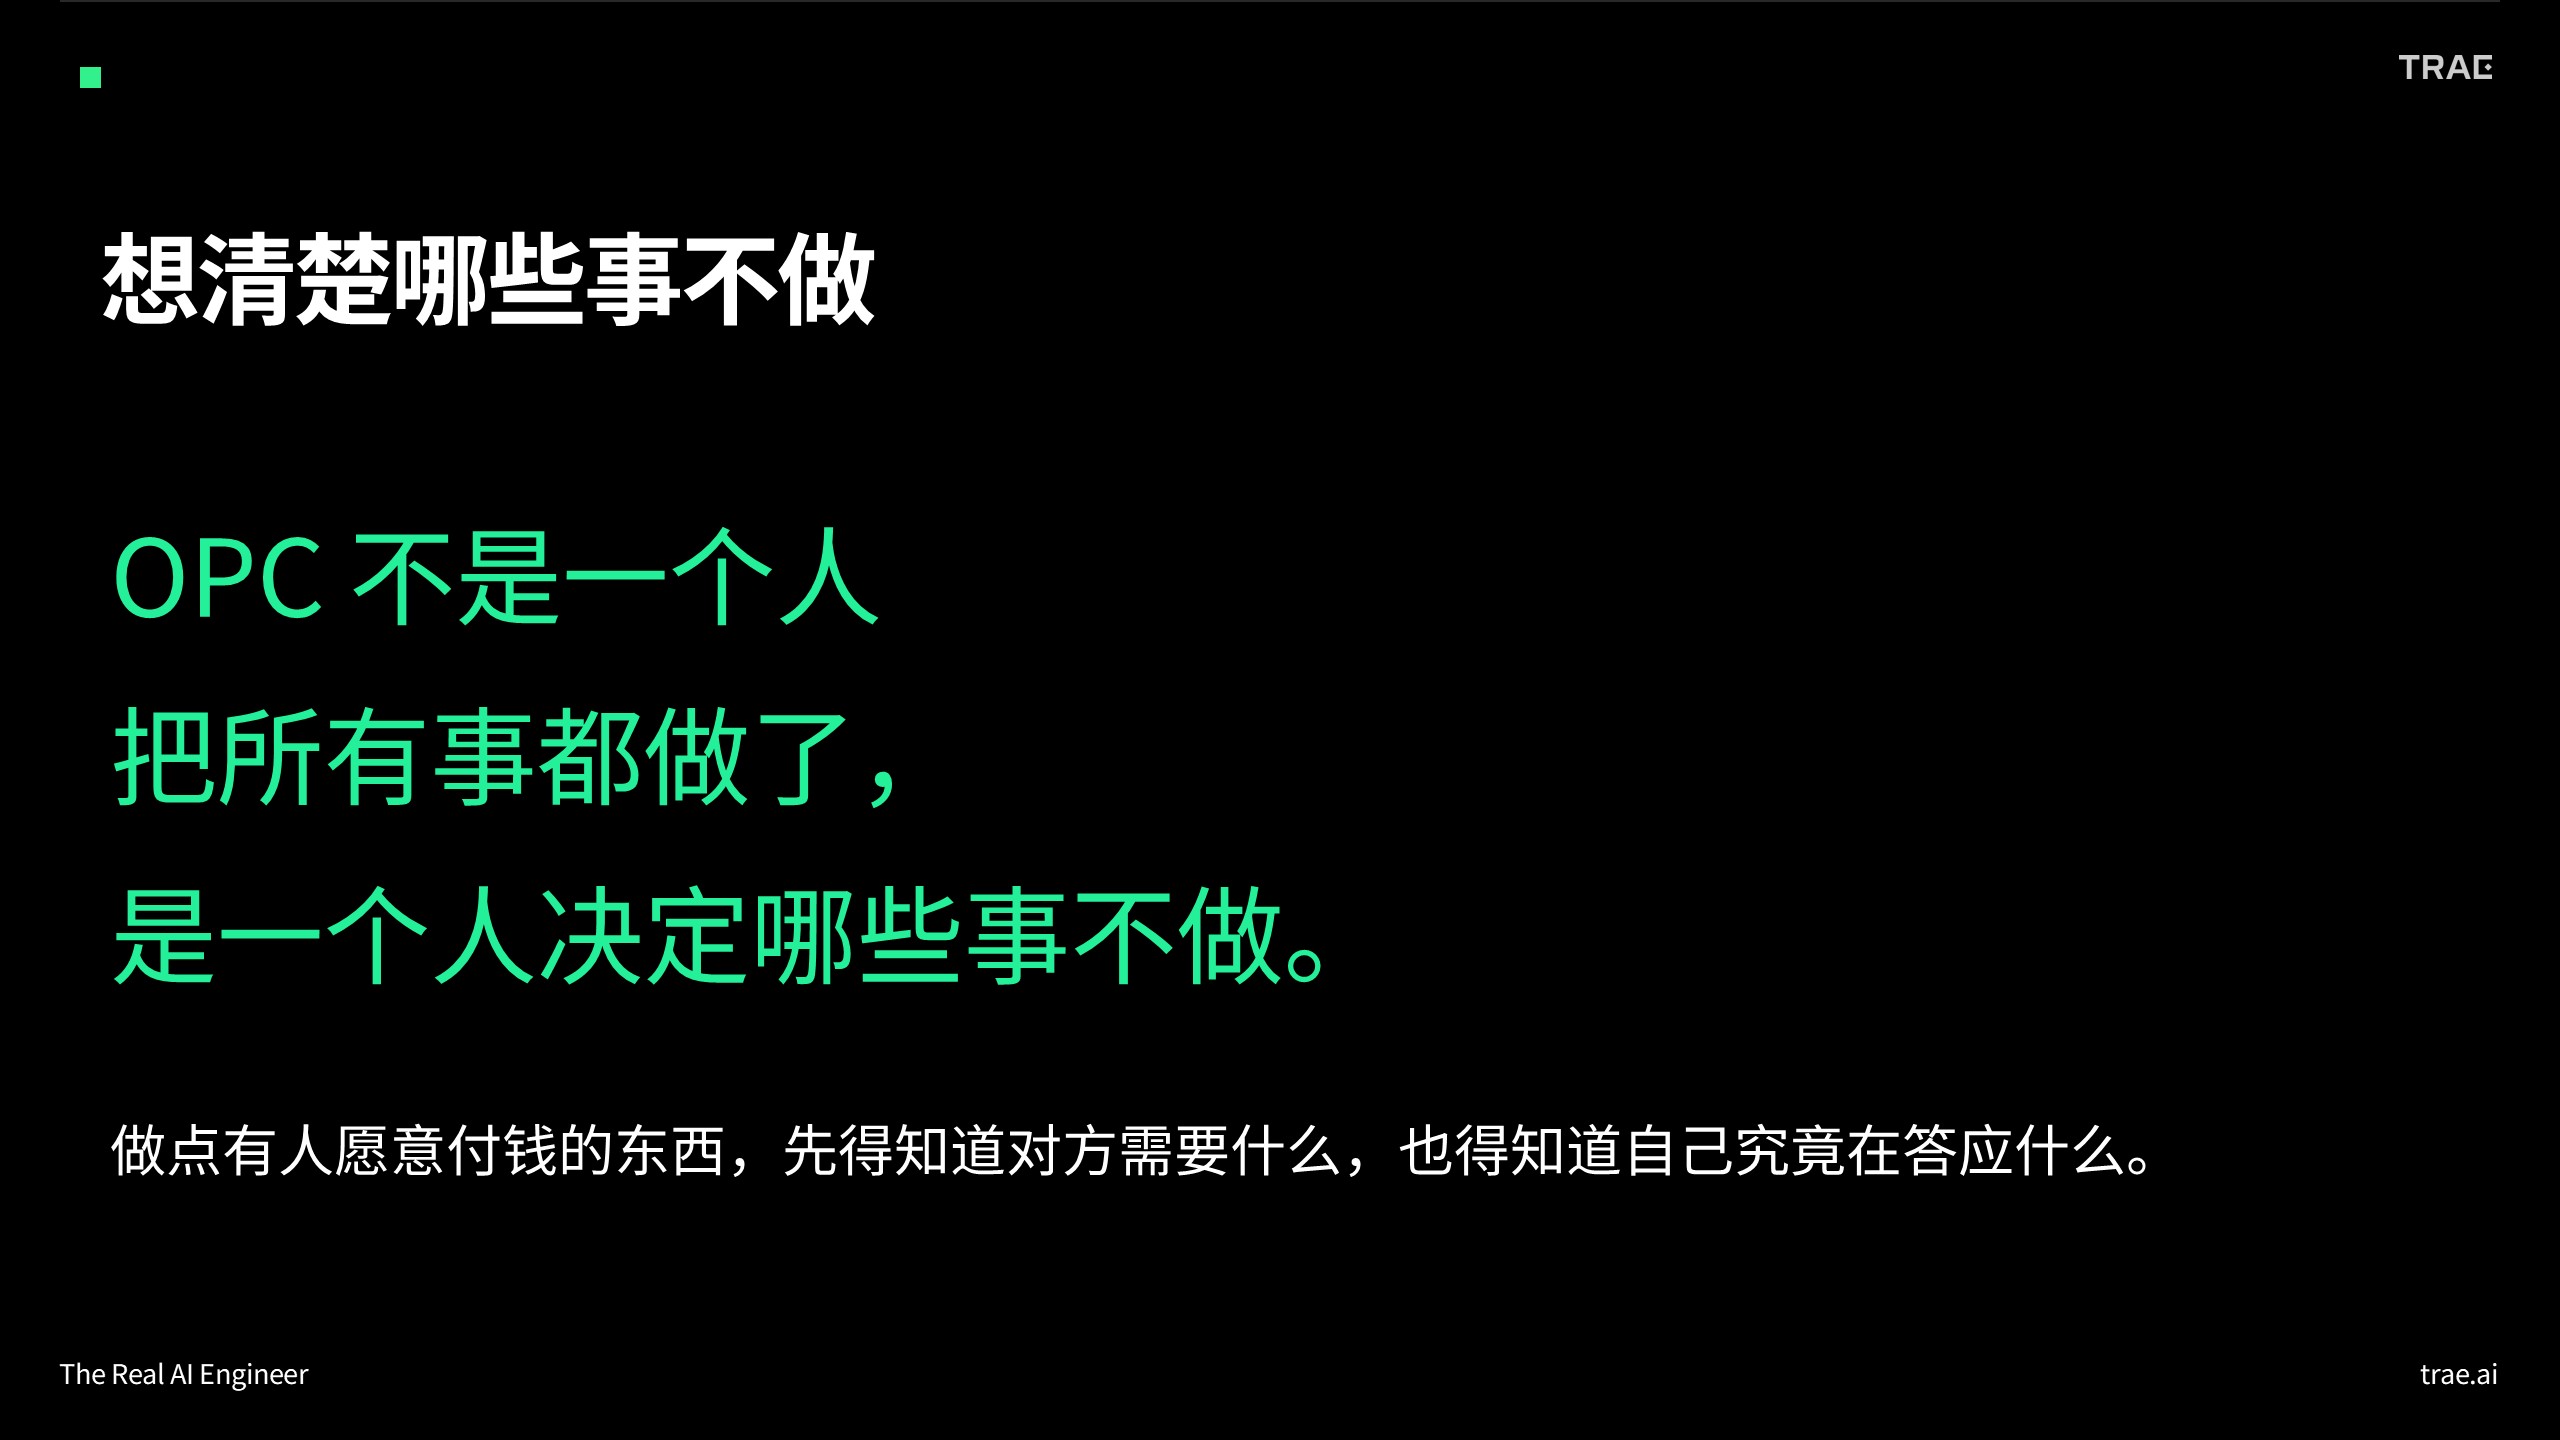 TRAE
想清楚哪些事不做
OPC 不是一个人
把所有事都做了，
是一个人决定哪些事不做。
做点有人愿意付钱的东西，先得知道对方需要什么，也得知道自己究竟在答应什么。
The Real AI Engineer
trae.ai